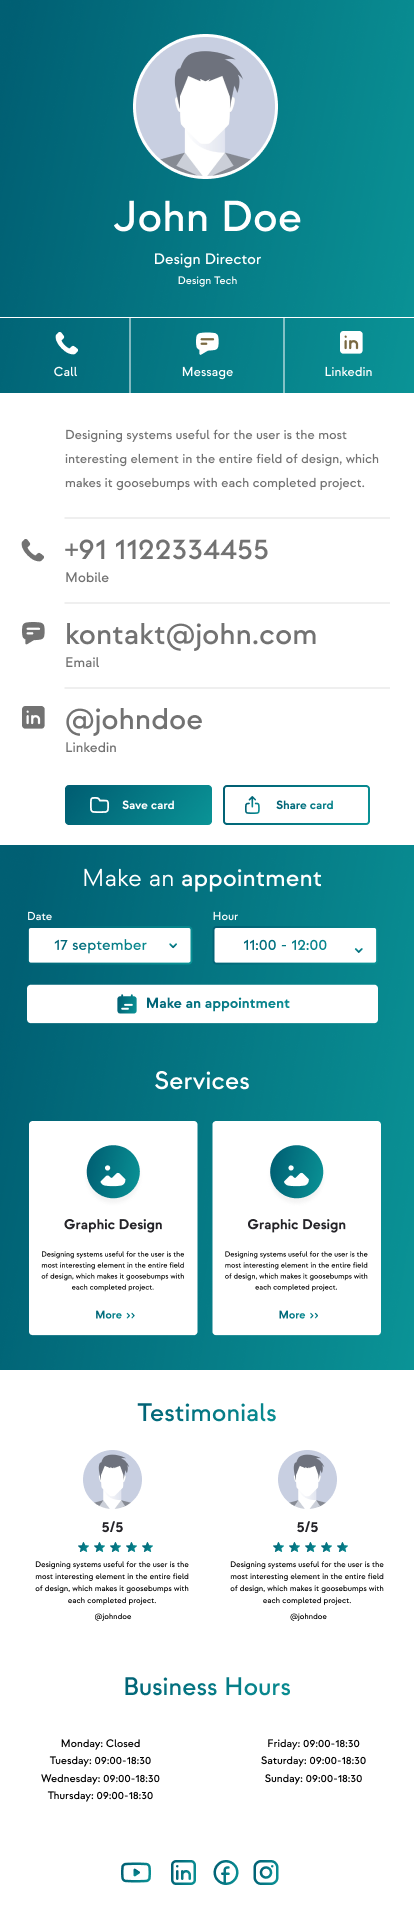 John Doe
Design Director
Design Tech
Call
Message
Linkedin
Designing systems useful for the user is the most
interesting element in the entire field of design, which
makes it goosebumps with each completed project.
+91 1122334455
Mobile
kontakt@john.com
Email
@johndoe
Linkedin
Save card
Share card
Make an appointment
Date
Hour
17 september
11:00 - 12:00
Make an appointment
Services
Graphic Design
Designing systems useful for the user is the
most interesting element in the entire field
of design, which makes it goosebumps with
each completed project.
More >>
Graphic Design
Designing systems useful for the user is the
most interesting element in the entire field
of design, which makes it goosebumps with
each completed project.
More >>
Testimonials
5/5
Designing systems useful for the user is the
most interesting element in the entire field
of design, which makes it goosebumps with
each completed project.
@johndoe
5/5
Designing systems useful for the user is the
most interesting element in the entire field
of design, which makes it goosebumps with
each completed project.
@johndoe
Business Hours
Monday: Closed
Tuesday: 09:00-18:30
Wednesday: 09:00-18:30
Thursday: 09:00-18:30
Friday: 09:00-18:30
Saturday: 09:00-18:30
Sunday: 09:00-18:30